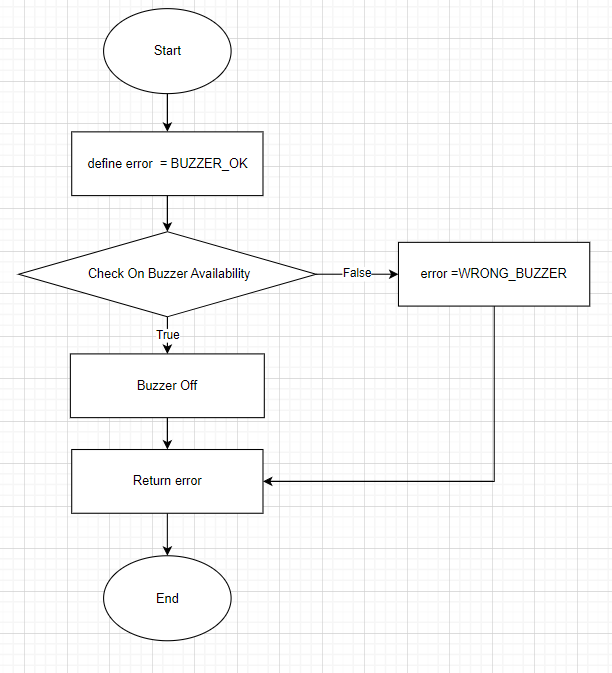 Start
define error  = BUZZER_OK
Check On Buzzer Availability
False
error =WRONG_BUZZER
True
Buzzer Off
Return error
End